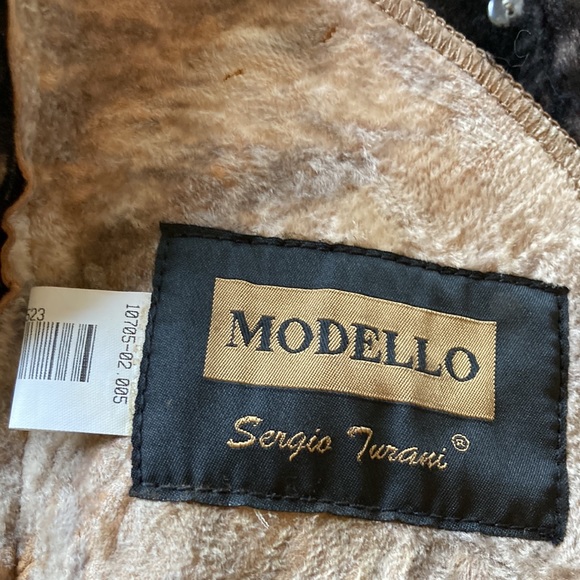 MODELLO
Sergio Turani ®
10705-02.005
523